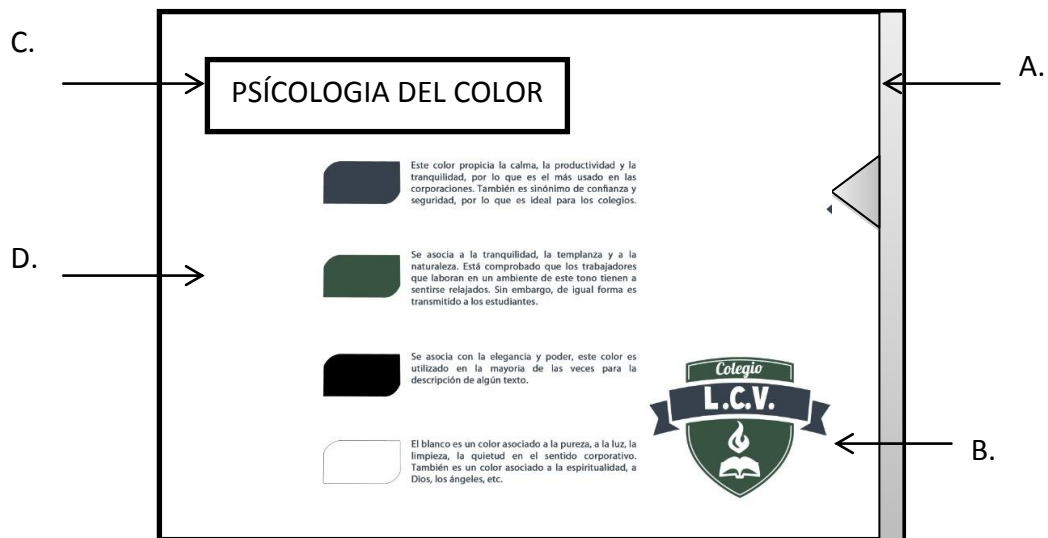 C.
A.
PSÍCOLOGIA DEL COLOR
Este color propicia la calma, la productividad y la
tranquilidad, por lo que es el más usado en las
corporaciones. También es sinónimo de confianza y
seguridad, por lo que es ideal para los colegios.
D.
Se asocia a la tranquilidad, la templanza y a la
naturaleza. Está comprobado que los trabajadores
que laboran en un ambiente de este tono tienen a
sentirse relajados. Sin embargo, de igual forma es
transmitido a los estudiantes.
Se asocia con la elegancia y poder, este color es
utilizado en la mayoria de las veces para la
descripción de algún texto.
Colegio
L.C.V.
B.
El blanco es un color asociado a la pureza, a la luz, la
limpieza, la quietud en el sentido corporativo.
También es un color asociado a la espiritualidad, a
Dios, los ángeles, etc.